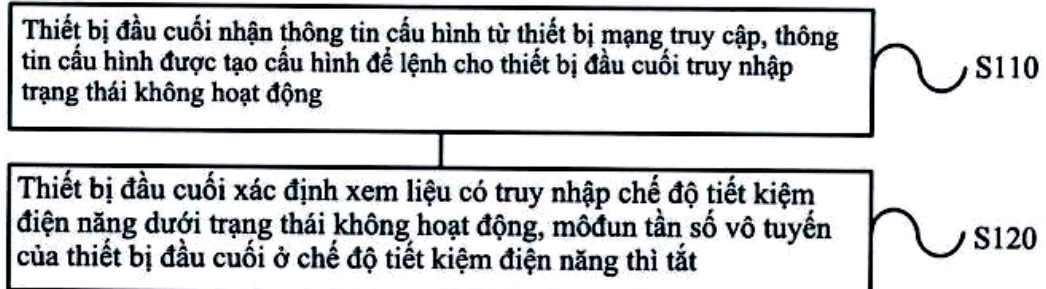 Thiết bị đầu cuối nhận thông tin cấu hình từ thiết bị mạng truy cập, thông
tin cấu hình được tạo cấu hình để lệnh cho thiết bị đầu cuối truy nhập
trạng thái không hoạt động
S110
Thiết bị đầu cuối xác định xem liệu có truy nhập chế độ tiết kiệm
điện năng dưới trạng thái không hoạt động, môđun tần số vô tuyến
của thiết bị đầu cuối ở chế độ tiết kiệm điện năng thì tắt
S120